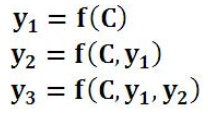 y₁ = f(C)
y₂ = f(C, y₁)
y₃ = f(C, y₁, y₂)